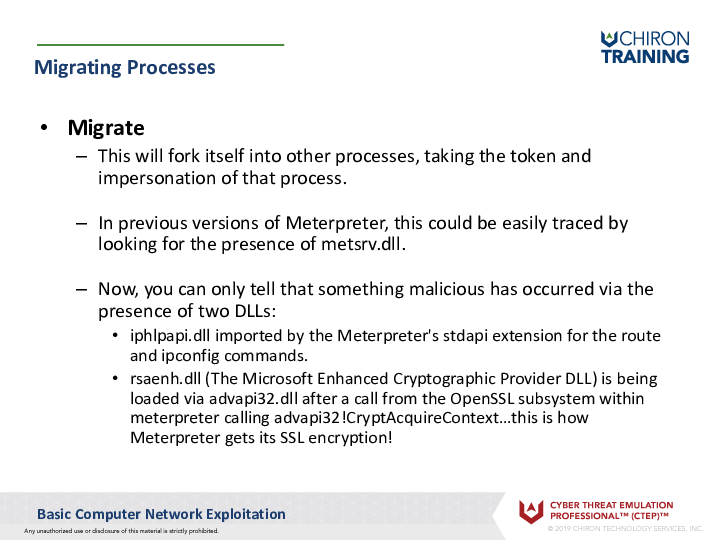 CHIRON
TRAINING
Migrating Processes
• Migrate
– This will fork itself into other processes, taking the token and
impersonation of that process.
– In previous versions of Meterpreter, this could be easily traced by
looking for the presence of metsrv.dll.
– Now, you can only tell that something malicious has occurred via the
presence of two DLLs:
• iphlpapi.dll imported by the Meterpreter's stdapi extension for the route
and ipconfig commands.
• rsaenh.dll (The Microsoft Enhanced Cryptographic Provider DLL) is being
loaded via advapi32.dll after a call from the OpenSSL subsystem within
meterpreter calling advapi32!CryptAcquireContext…this is how
Meterpreter gets its SSL encryption!
Basic Computer Network Exploitation
CYBER THREAT EMULATION
PROFESSIONAL™ (CTEP)™
Any unauthorized use or disclosure of this material is strictly prohibited.
© 2019 CHIRON TECHNOLOGY SERVICES, INC.